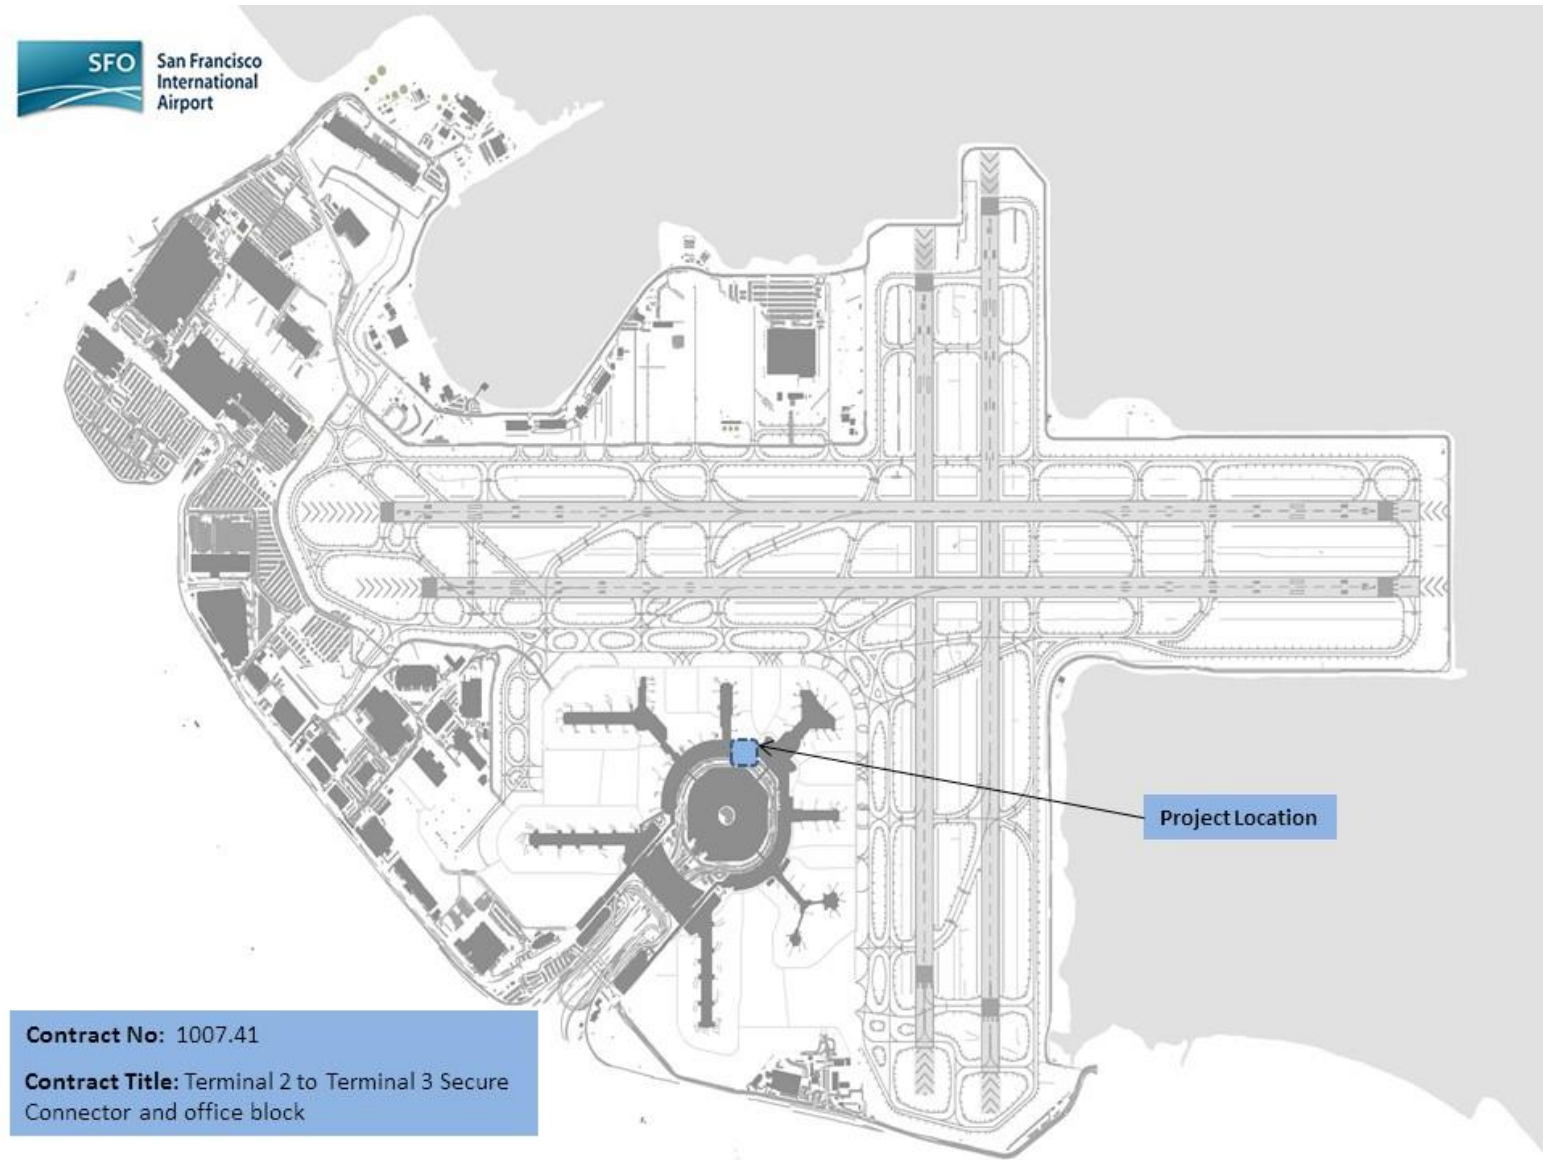 SFO
San Francisco
International
Airport
Project Location
Contract No: 1007.41
Contract Title: Terminal 2 to Terminal 3 Secure
Connector and office block